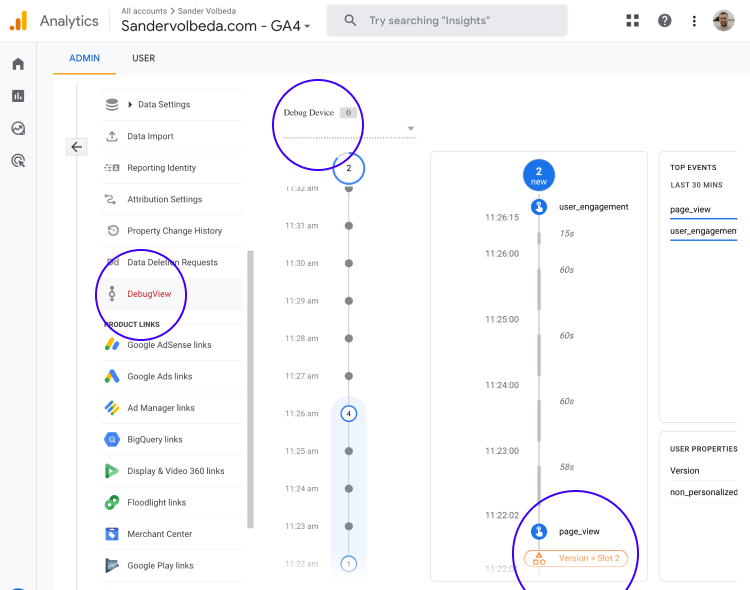 Analytics
All accounts > Sander Volbeda
Sandervolbeda.com - GA4
Try searching "Insights"
ADMIN
USER
Data Settings
Data Import
Reporting Identity
Attribution Settings
Property Change History
Dd Data Deletion Requests
DebugView
PRODUCT LINKS
Google AdSense links
Google Ads links
Ad Manager links
BigQuery links
Display & Video 360 links
Floodlight links
Merchant Center
Google Play links
Debug Device 0
2
11:32 am
11:31 am
11:30 am
11:29 am
11:28 am
11:27 am
11:26 am 4
11:25 am
11:24 am
11:23 am
11:22 am 1
2
new
user_engagement
11:26:15
15s
11:26:00
60s
11:25:00
60s
11:24:00
60s
11:23:00
58s
11:22:02
page_view
Version = Slot 2
11:22:0
TOP EVENTS
LAST 30 MINS
page_view
user_engagement
USER PROPERTIES
Version
non_personalized